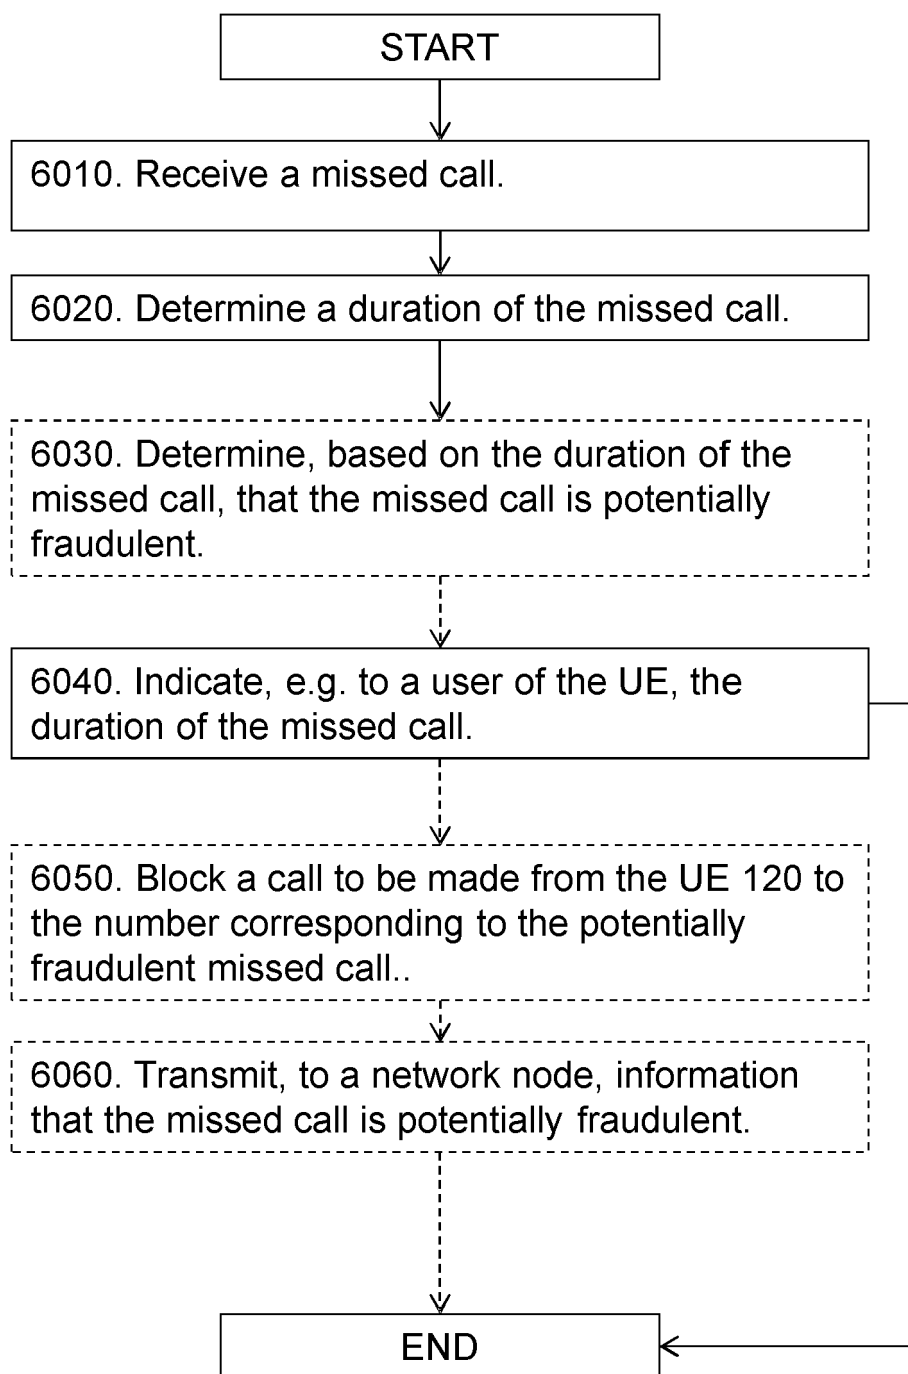 START
6010. Receive a missed call.
6020. Determine a duration of the missed call.
6030. Determine, based on the duration of the
missed call, that the missed call is potentially
fraudulent.
6040. Indicate, e.g. to a user of the UE, the
duration of the missed call.
6050. Block a call to be made from the UE 120 to
the number corresponding to the potentially
fraudulent missed call..
6060. Transmit, to a network node, information
that the missed call is potentially fraudulent.
END